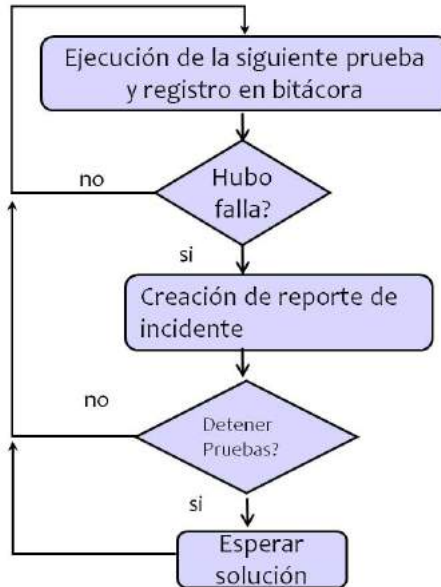 Ejecución de la siguiente prueba
y registro en bitácora
no
Hubo
falla?
si
Creación de reporte de
incidente
no
Detener
Pruebas?
si
Esperar
solución